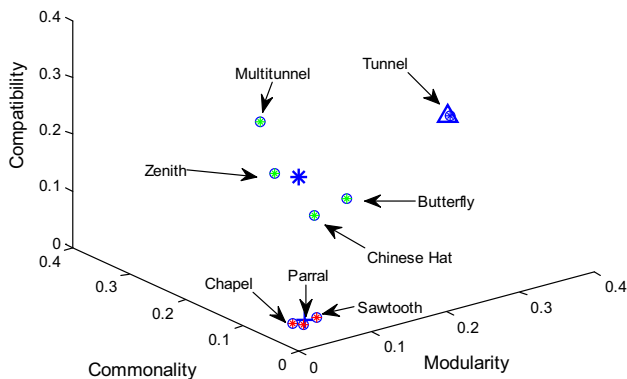 0.4
0.3
0.2
0.1
0
Compatibility
Multitunnel
Tunnel
Zenith
Butterfly
Chinese Hat
Chapel
Parral
Sawtooth
0.4
0.3
0.2
0.1
0
Commonality
0
0.1
0.2
0.3
0.4
Modularity